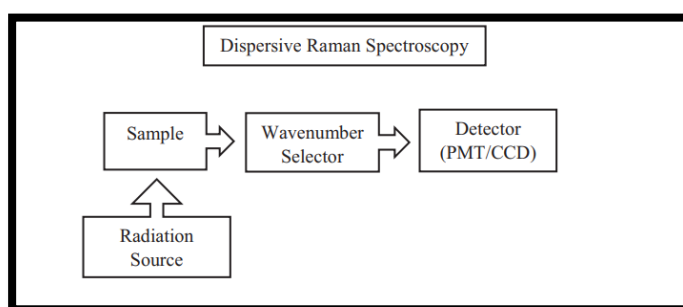 Dispersive Raman Spectroscopy
Sample
Wavenumber
Selector
Detector
(PMT/CCD)
Radiation
Source